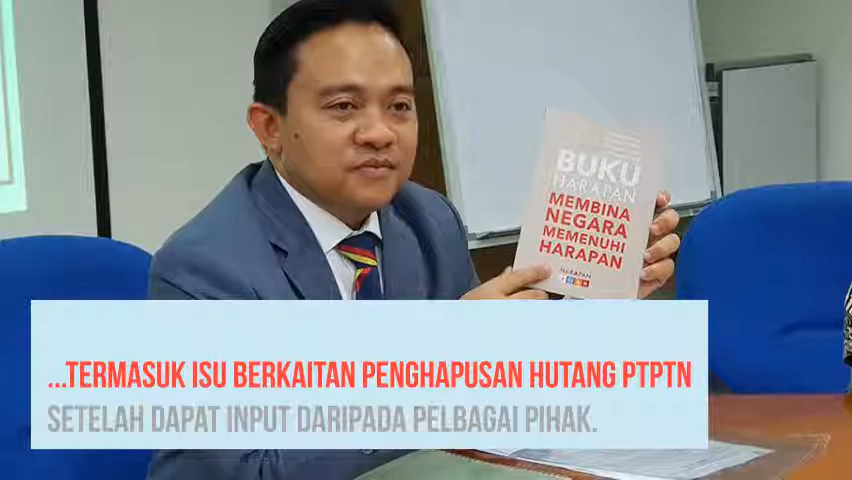 BUKU
HARAPAN
MEMBINA
NEGARA
MEMENUHI
HARAPAN
HARAPAN
...TERMASUK ISU BERKAITAN PENGHAPUSAN HUTANG PTPTN
SETELAH DAPAT INPUT DARIPADA PELBAGAI PIHAK.